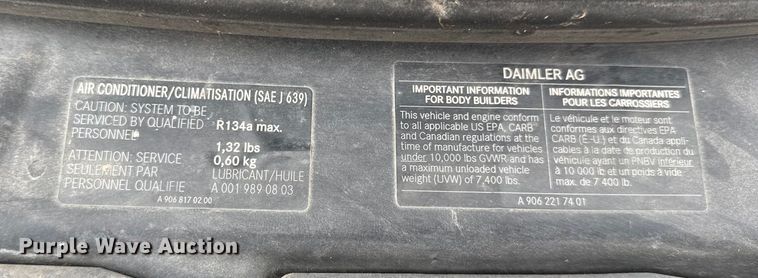 AIR CONDITIONER/CLIMATISATION (SAE J 639)
CAUTION: SYSTEM TO BE
SERVICED BY QUALIFIED
PERSONNEL
ATTENTION: SERVICE
SEULEMENT PAR
PERSONNEL QUALIFIÉ
R134a max.
1,32 lbs
0,60 kg
LUBRICANT/HUILE
A 001 989 08 03
A 906 817 02 00
DAIMLER AG
IMPORTANT INFORMATION
FOR BODY BUILDERS
This vehicle and engine conform
to all applicable US EPA, CARB
and Canadian regulations at the
time of manufacture for vehicles
under 10,000 lbs GVWR and has
a maximum unloaded vehicle
weight (UVW) of 7,400 lbs.
INFORMATIONS IMPORTANTES
POUR LES CARROSSIERS
Le véhicule et le moteur sont
conformes aux directives EPA
CARB (É.-U.) et du Canada appli-
cables à la date de production du
véhicule ayant un PNBV inférieur
à 10 000 lb et un poids à vide
max. de 7 400 lb.
A 906 221 74 01
Purple Wave Auction